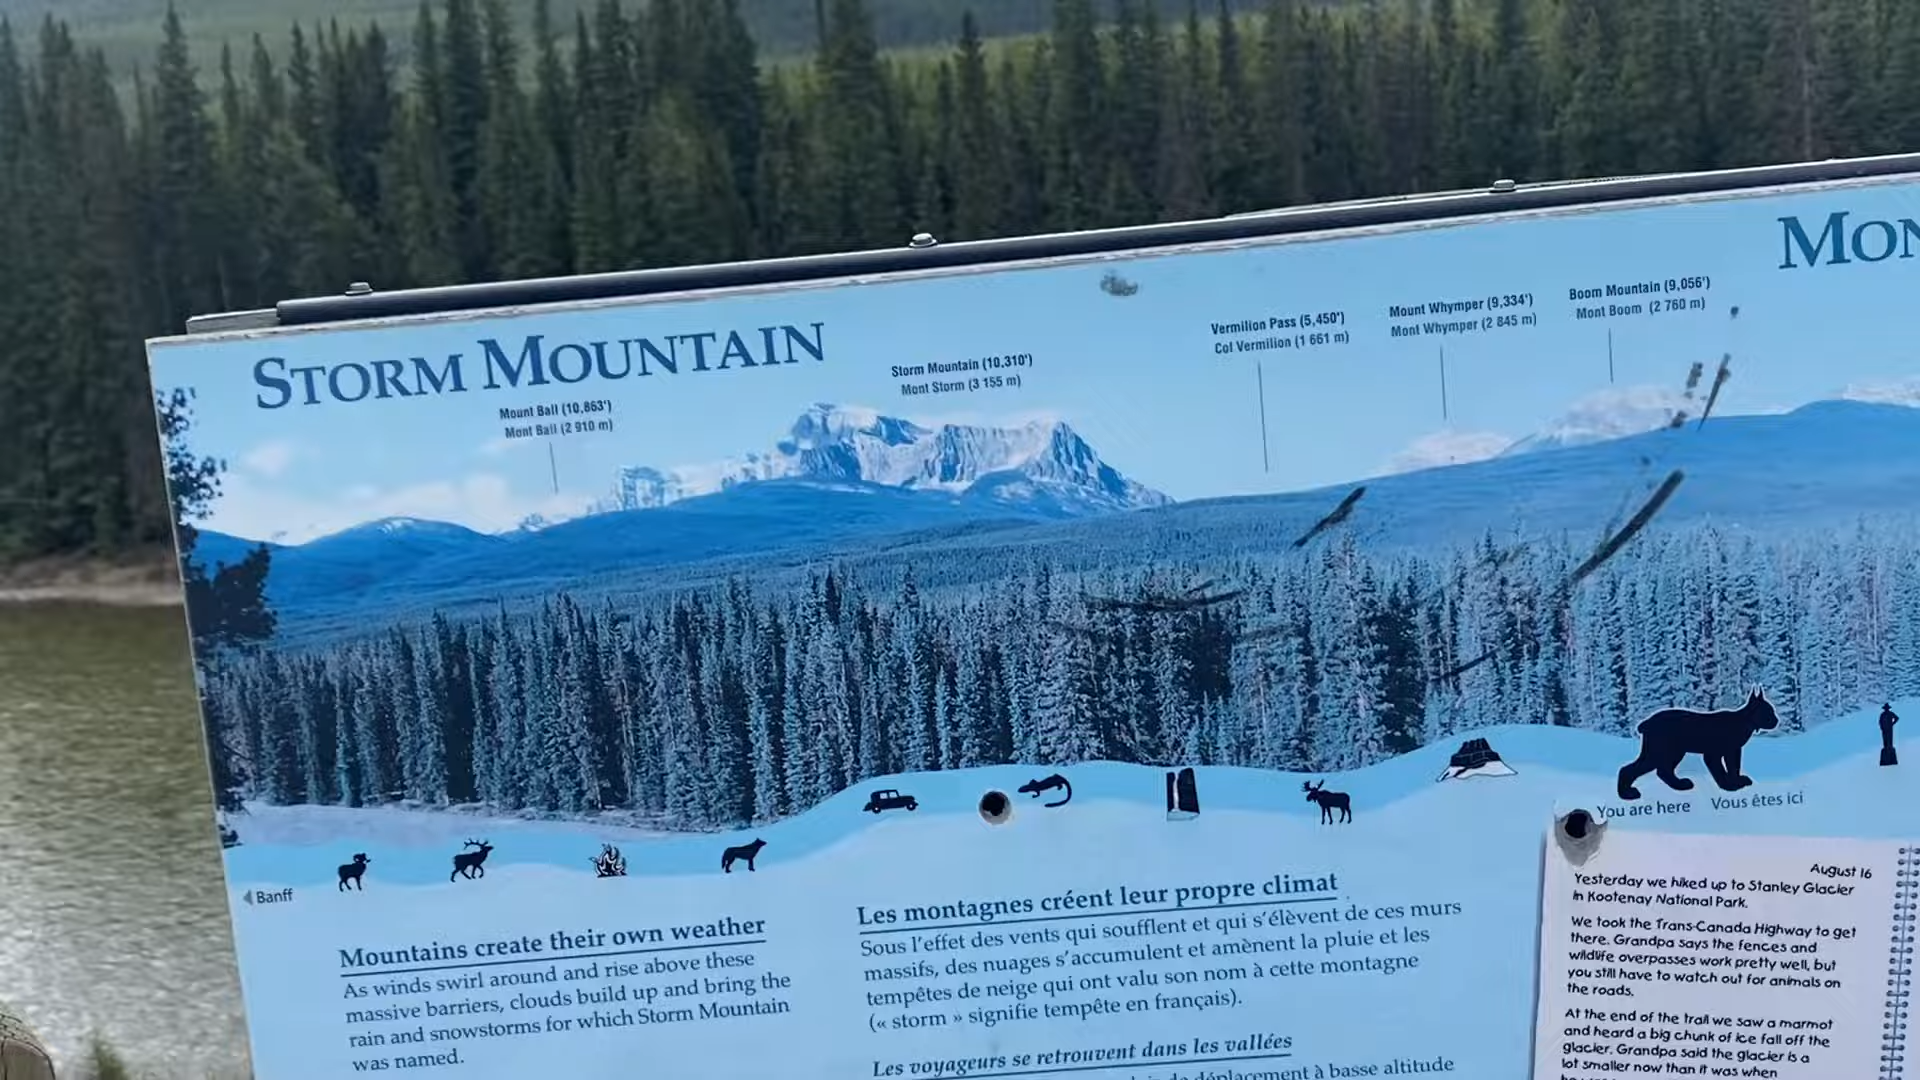 STORM MOUNTAIN
MON
Mount Ball (10,863')
Mont Ball (2 910 m)
Storm Mountain (10,310')
Mont Storm (3 155 m)
Vermilion Pass (5,450')
Col Vermilion (1 661 m)
Mount Whymper (9,334')
Mont Whymper (2 845 m)
Boom Mountain (9,056')
Mont Boom (2 760 m)
You are here Vous êtes ici
Banff
Mountains create their own weather
As winds swirl around and rise above these
massive barriers, clouds build up and bring the
rain and snowstorms for which Storm Mountain
was named.
Les montagnes créent leur propre climat
Sous l'effet des vents qui soufflent et qui s'élèvent de ces murs
massifs, des nuages s'accumulent et amènent la pluie et les
tempêtes de neige qui ont valu son nom à cette montagne
(« storm » signifie tempête en français).
Les voyageurs se retrouvent dans les vallées
déplacement à basse altitude
August 16
Yesterday we hiked up to Stanley Glacier
in Kootenay National Park.
We took the Trans-Canada Highway to get
there. Grandpa says the fences and
wildlife overpasses work pretty well, but
you still have to watch out for animals on
the roads.
At the end of the trail we saw a marmot
and heard a big chunk of ice fall off the
glacier. Grandpa said the glacier is a
lot smaller now than it was when